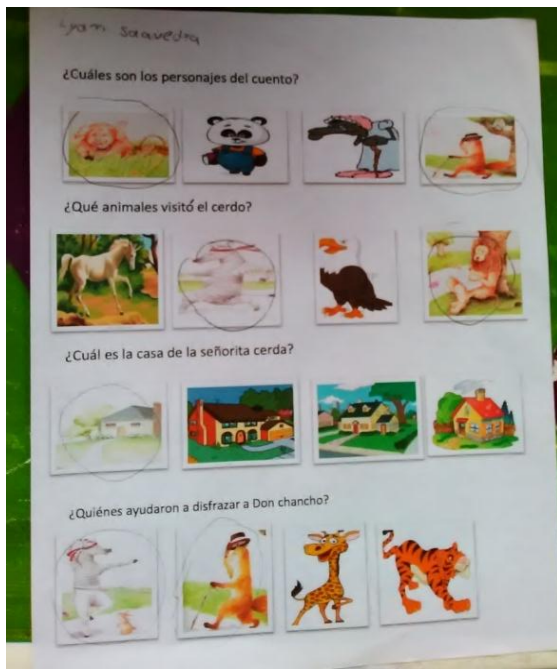 Lyam Saavedra
¿Cuáles son los personajes del cuento?
¿Qué animales visitó el cerdo?
¿Cuál es la casa de la señorita cerda?
¿Quiénes ayudaron a disfrazar a Don chancho?